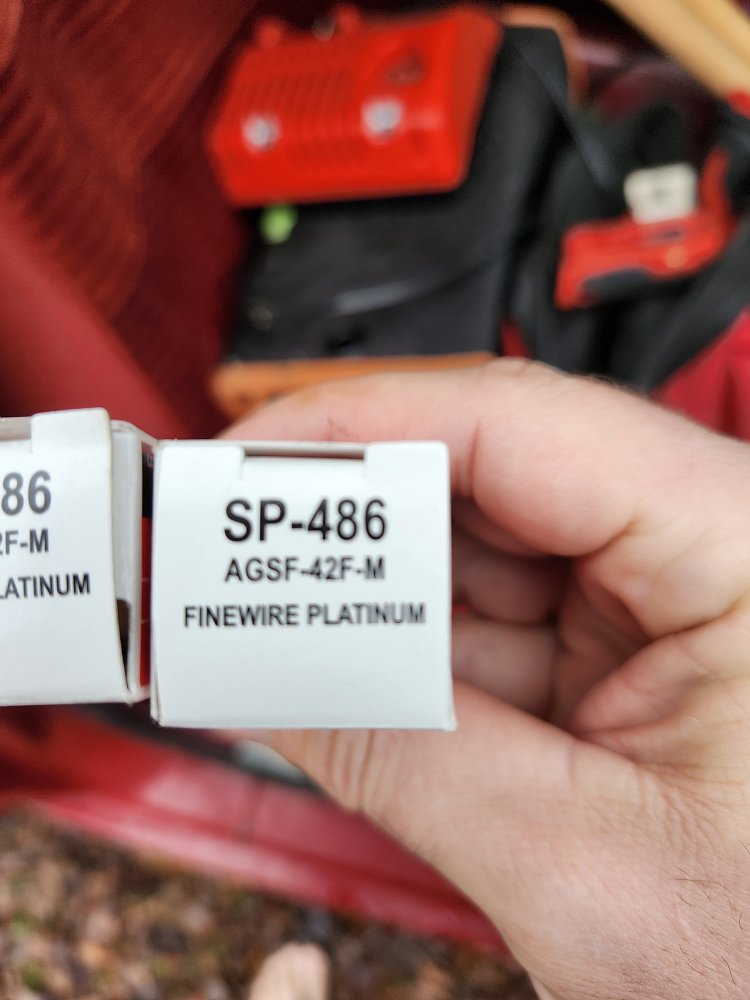 86
2F-M
LATINUM
SP-486
AGSF-42F-M
FINEWIRE PLATINUM